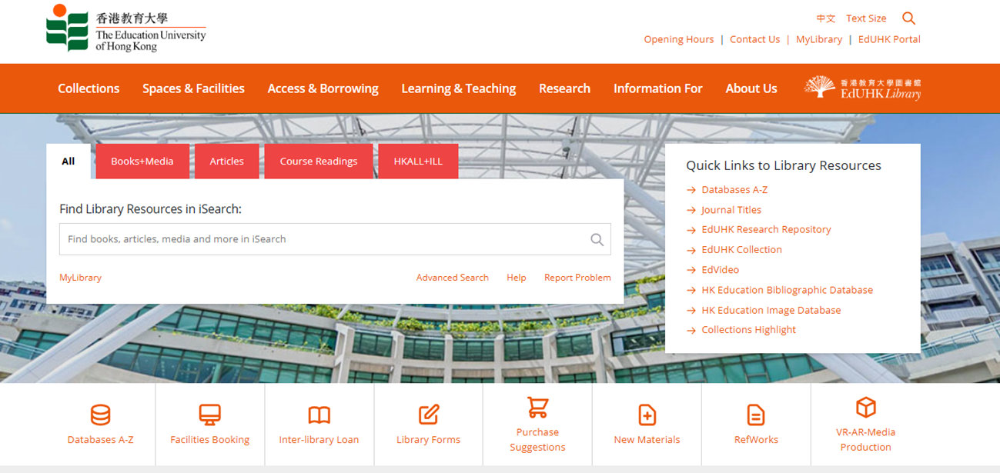 香港教育大學
The Education University
of Hong Kong
中文 Text Size
Opening Hours | Contact Us | MyLibrary | EdUHK Portal
Collections Spaces & Facilities Access & Borrowing Learning & Teaching Research Information For About Us
香港教育大學圖書館
EdUHK Library
All Books+Media Articles Course Readings HKALL+ILL
Find Library Resources in iSearch:
Find books, articles, media and more in iSearch
MyLibrary Advanced Search Help Report Problem
Quick Links to Library Resources
Databases A-Z
Journal Titles
EdUHK Research Repository
EdUHK Collection
EdVideo
HK Education Bibliographic Database
HK Education Image Database
Collections Highlight
Databases A-Z
Facilities Booking
Inter-library Loan
Library Forms
Purchase
Suggestions
New Materials
RefWorks
VR-AR-Media
Production